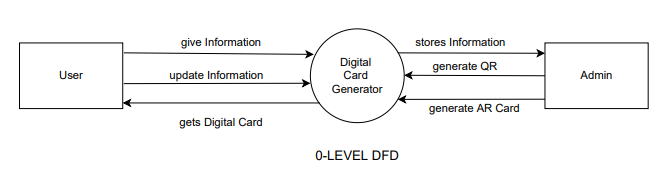 give Information
stores Information
User
update Information
Digital
Card
Generator
generate QR
Admin
gets Digital Card
generate AR Card
0-LEVEL DFD